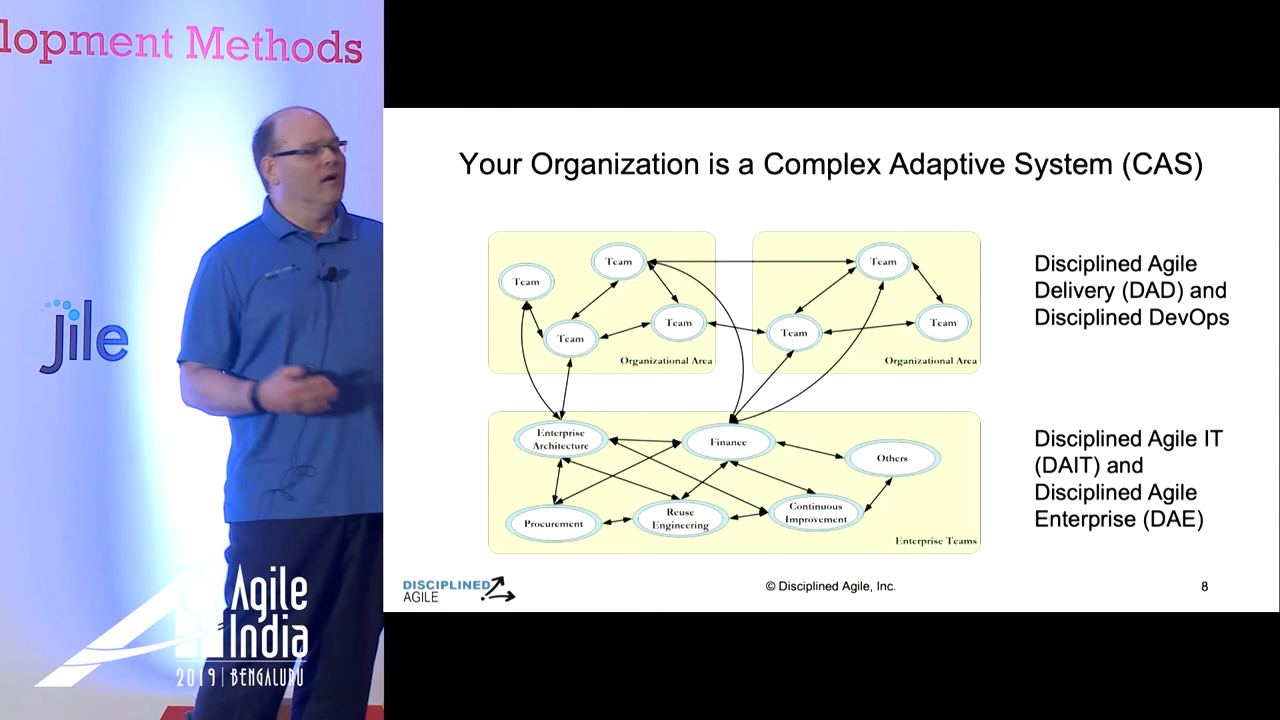 lopment Methods
jile
Agile
India
2019 | BENGALURU
Your Organization is a Complex Adaptive System (CAS)
Team
Team
Team
Team
Organizational Area
Team
Team
Team
Organizational Area
Disciplined Agile
Delivery (DAD) and
Disciplined DevOps
Enterprise
Architecture
Finance
Others
Procurement
Reuse
Engineering
Continuous
Improvement
Enterprise Teams
Disciplined Agile IT
(DAIT) and
Disciplined Agile
Enterprise (DAE)
DISCIPLINED
AGILE
© Disciplined Agile, Inc.
8